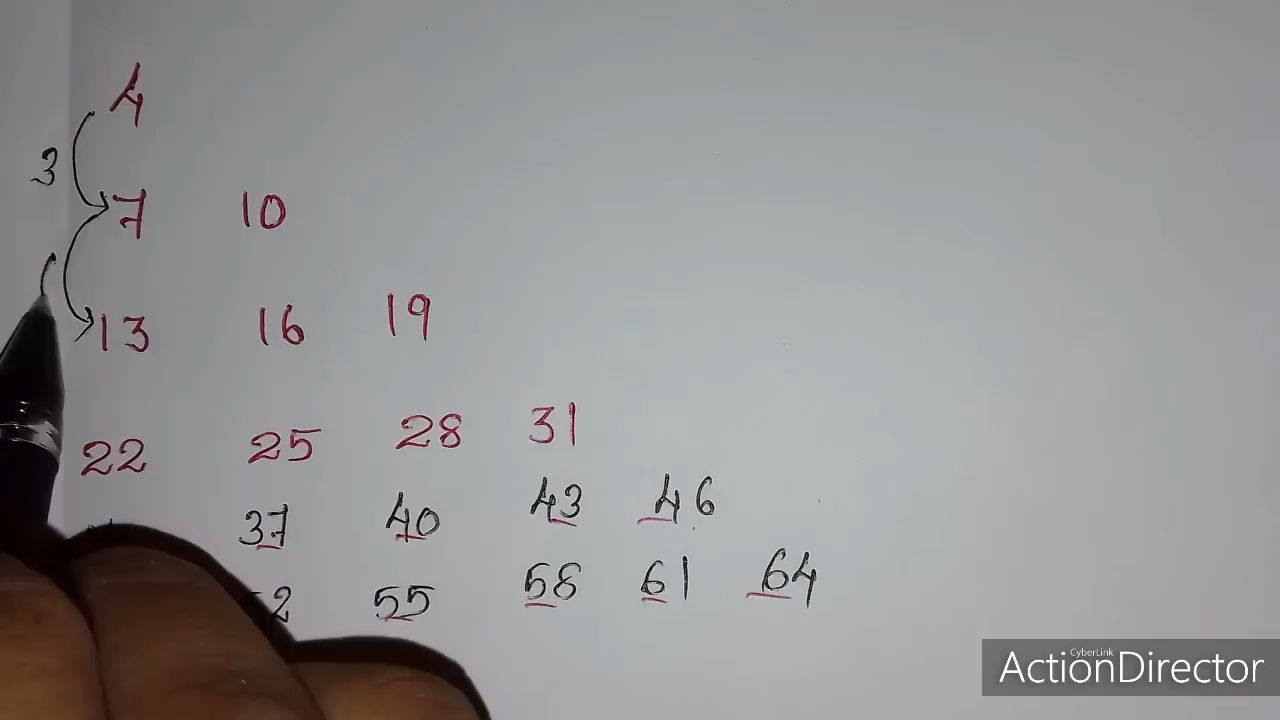 4
3
7 10
13 16 19
22 25 28 31
37 40 43 46
55 58 61 64
CyberLink
ActionDirector